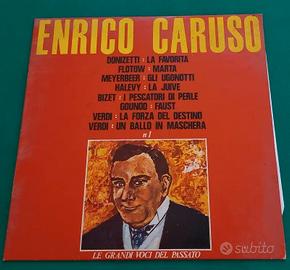 ENRICO CARUSO
DONIZETTI : LA FAVORITA
FLOTOW : MARTA
MEYERBEER : GLI UGONOTTI
HALEVY : LA JUIVE
BIZET : I PESCATORI DI PERLE
GOUNOD : FAUST
VERDI : LA FORZA DEL DESTINO
VERDI : UN BALLO IN MASCHERA
n 1
LE GRANDI VOCI DEL PASSATO
subito